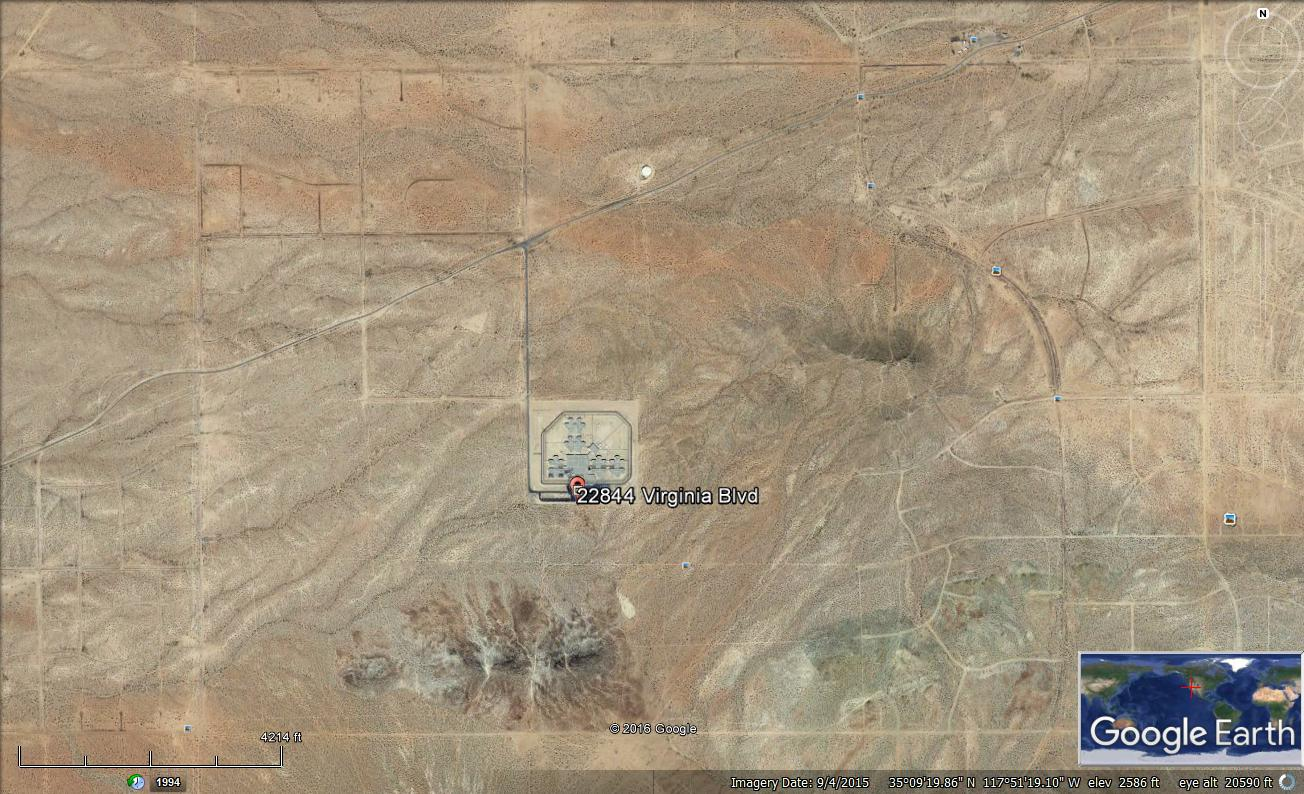 N
22844 Virginia Blvd
© 2016 Google
4214 ft
Google Earth
1994
Imagery Date: 9/4/2015 35°09'19.86" N 117°51'19.10" W elev 2586 ft eye alt 20590 ft